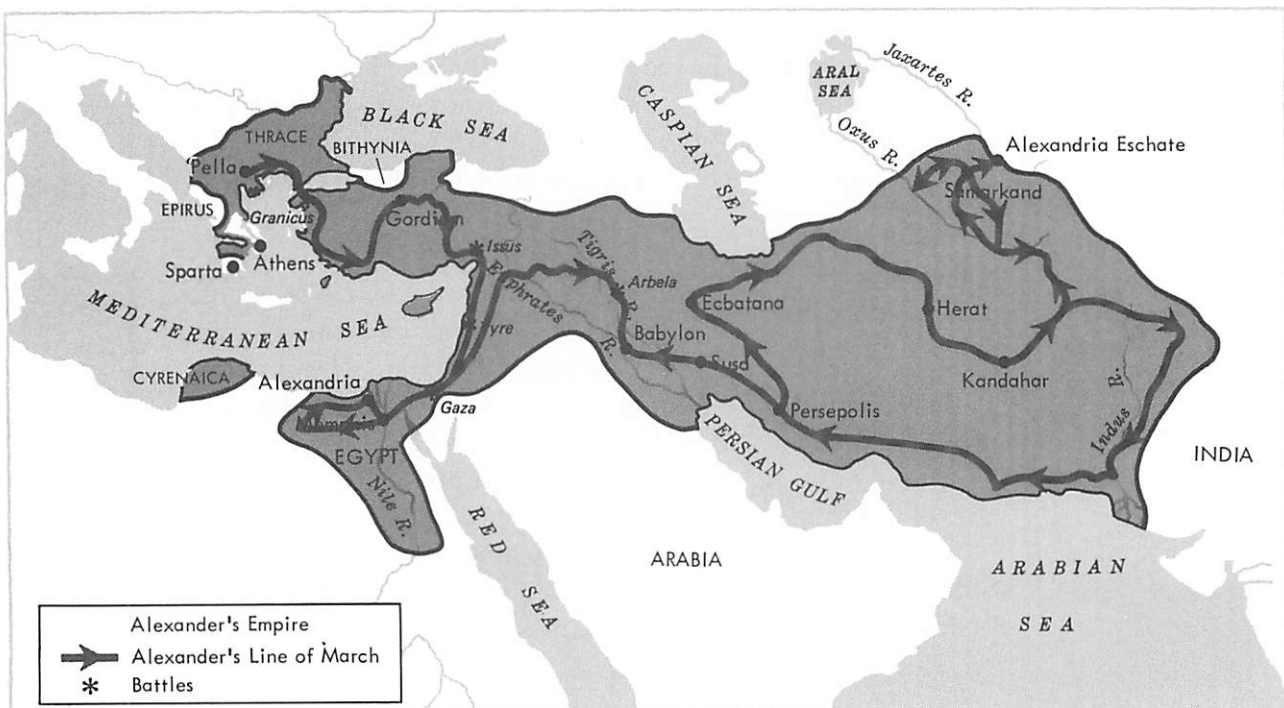 BLACK SEA
THRACE
BITHYNIA
Pella
EPIRUS
Granicus
Gordium
Athens
Sparta
MEDITERRANEAN SEA
CYRENAICA
Alexandria
Memphis
EGYPT
Nile R.
Gaza
Tyre
Issus
Euphrates R.
Tigris R.
Arbela
Babylon
Susa
Ecbatana
Persepolis
CASPIAN SEA
ARAL
SEA
Jaxartes R.
Oxus R.
Alexandria Eschate
Samarkand
Herat
Kandahar
Indus R.
INDIA
PERSIAN GULF
RED SEA
ARABIA
ARABIAN
SEA
Alexander's Empire
Alexander's Line of March
* Battles